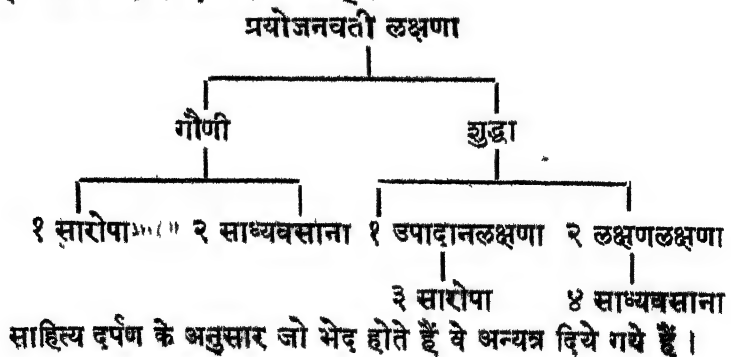 प्रयोजनवती लक्षणा
गौणी शुद्धा
१ सारोपा २ साध्यवसाना १ उपादानलक्षणा २ लक्षणलक्षणा
३ सारोपा ४ साध्यवसाना
साहित्य दर्पण के अनुसार जो भेद होते हैं वे अन्यत्र दिये गये हैं ।